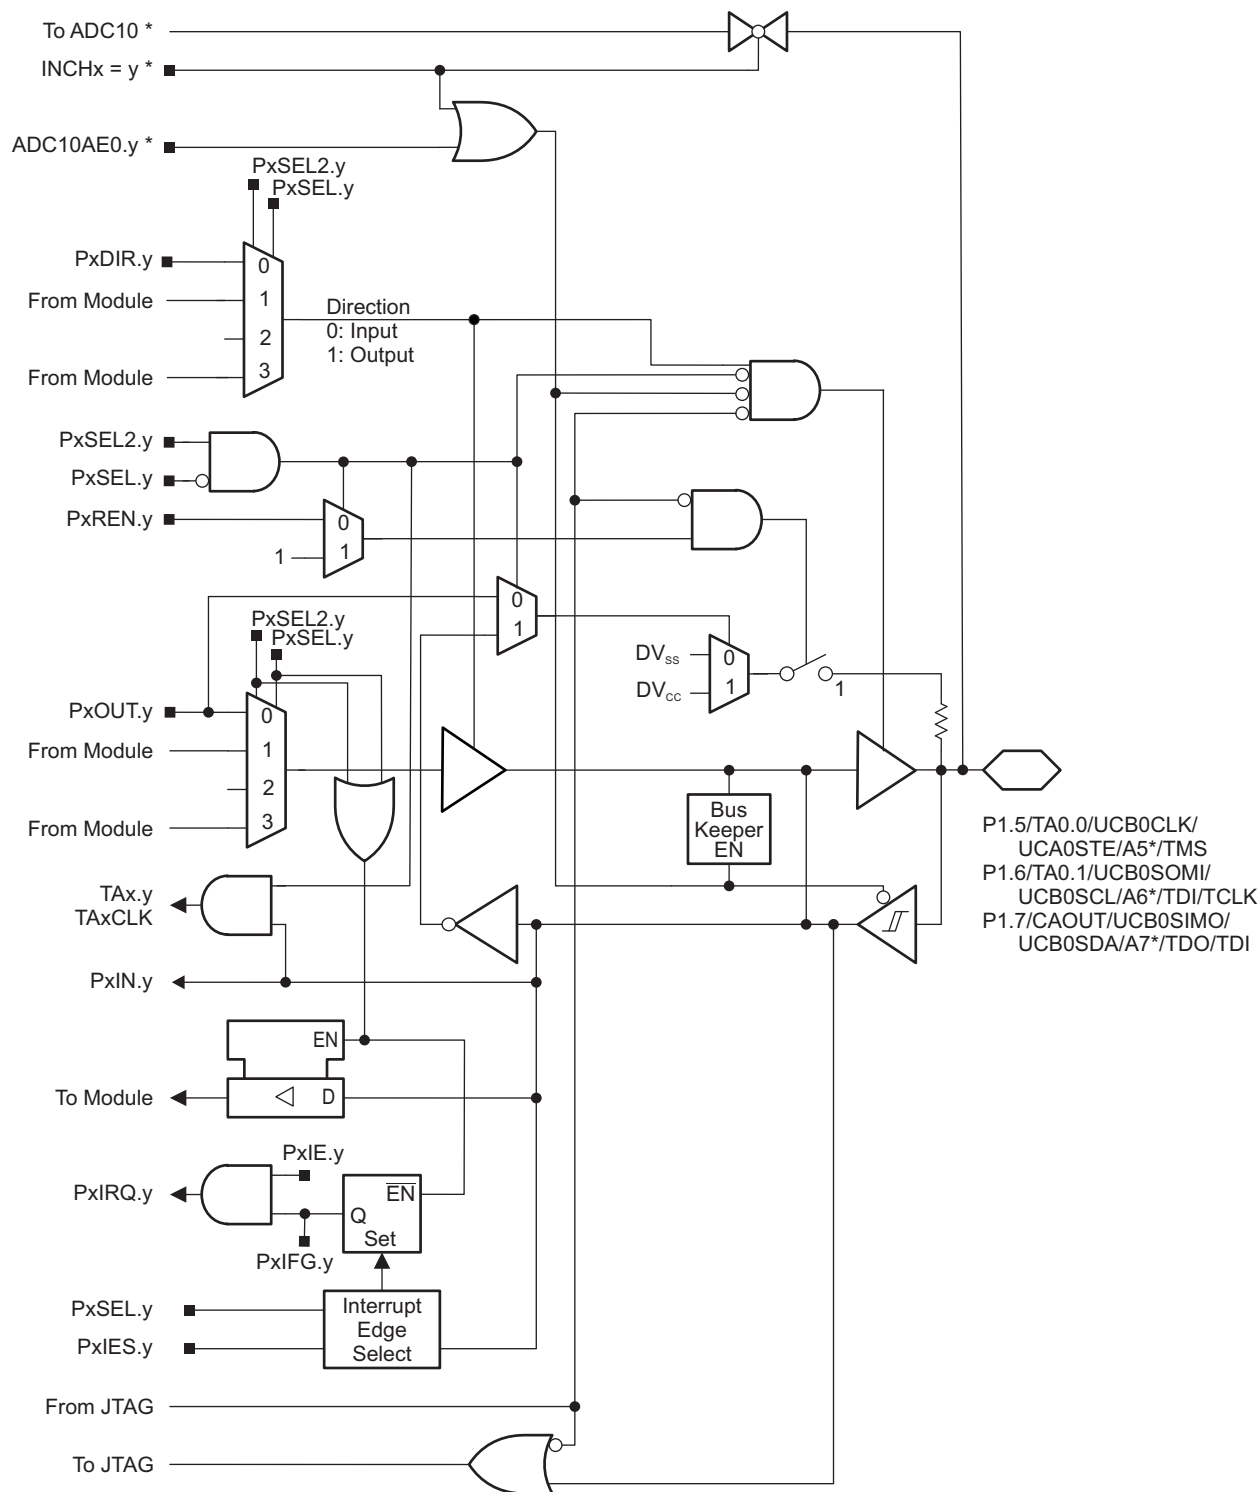 To ADC10 *
INCHx = y *
ADC10AE0.y *
PxSEL2.y
PxSEL.y
PxDIR.y
0
From Module
1
2
From Module
3
Direction
0: Input
1: Output
PxSEL2.y
PxSEL.y
PxREN.y
0
1
1
0
1
PxSEL2.y
PxSEL.y
DVSS
0
DVCC
1
1
PxOUT.y
0
From Module
1
2
From Module
3
Bus
Keeper
EN
P1.5/TA0.0/UCB0CLK/
UCA0STE/A5*/TMS
P1.6/TA0.1/UCB0SOMI/
UCB0SCL/A6*/TDI/TCLK
P1.7/CAOUT/UCB0SIMO/
UCB0SDA/A7*/TDO/TDI
TAx.y
TAxCLK
PxIN.y
EN
To Module
D
PxIE.y
PxIRQ.y
EN
Q
Set
PxIFG.y
PxSEL.y
PxIES.y
Interrupt
Edge
Select
From JTAG
To JTAG